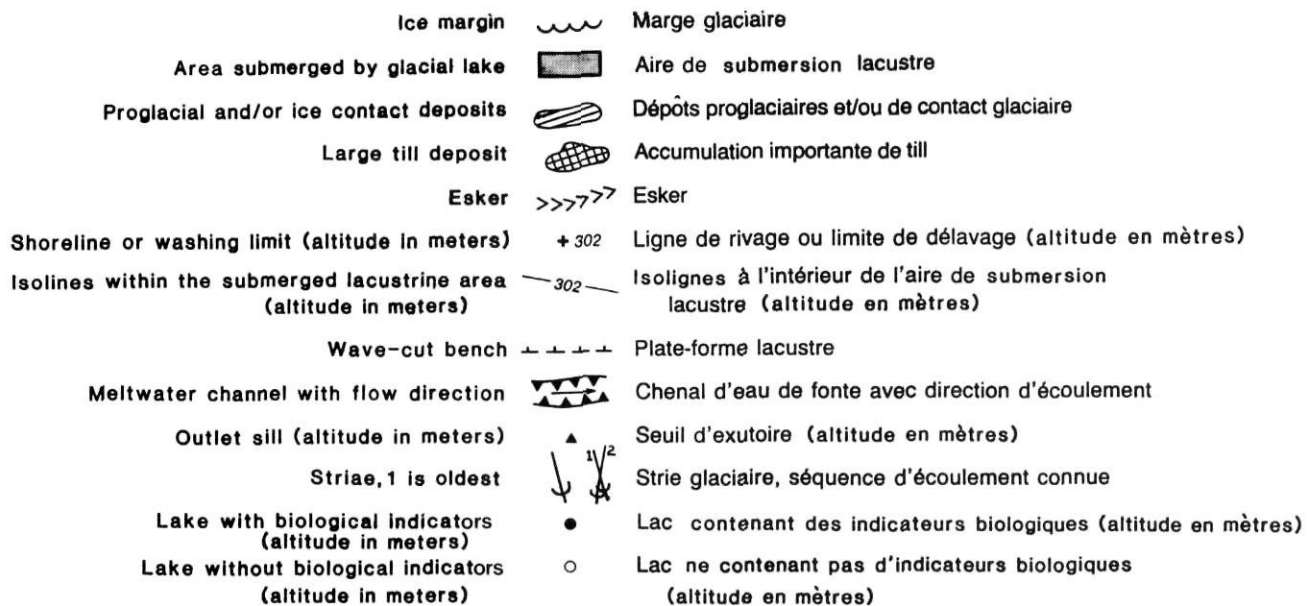 Ice margin Marge glaciaire
Area submerged by glacial lake Aire de submersion lacustre
Proglacial and/or ice contact deposits Dépôts proglaciaires et/ou de contact glaciaire
Large till deposit Accumulation importante de till
Esker Esker
Shoreline or washing limit (altitude in meters) + 302 Ligne de rivage ou limite de délavage (altitude en mètres)
Isolines within the submerged lacustrine area 302 Isolignes à l'intérieur de l'aire de submersion
(altitude in meters) lacustre (altitude en mètres)
Wave-cut bench Plate-forme lacustre
Meltwater channel with flow direction Chenal d'eau de fonte avec direction d'écoulement
Outlet sill (altitude in meters) Seuil d'exutoire (altitude en mètres)
Striae, 1 is oldest 1 2 Strie glaciaire, séquence d'écoulement connue
Lake with biological indicators Lac contenant des indicateurs biologiques (altitude en mètres)
(altitude in meters)
Lake without biological indicators Lac ne contenant pas d'indicateurs biologiques
(altitude in meters) (altitude en mètres)